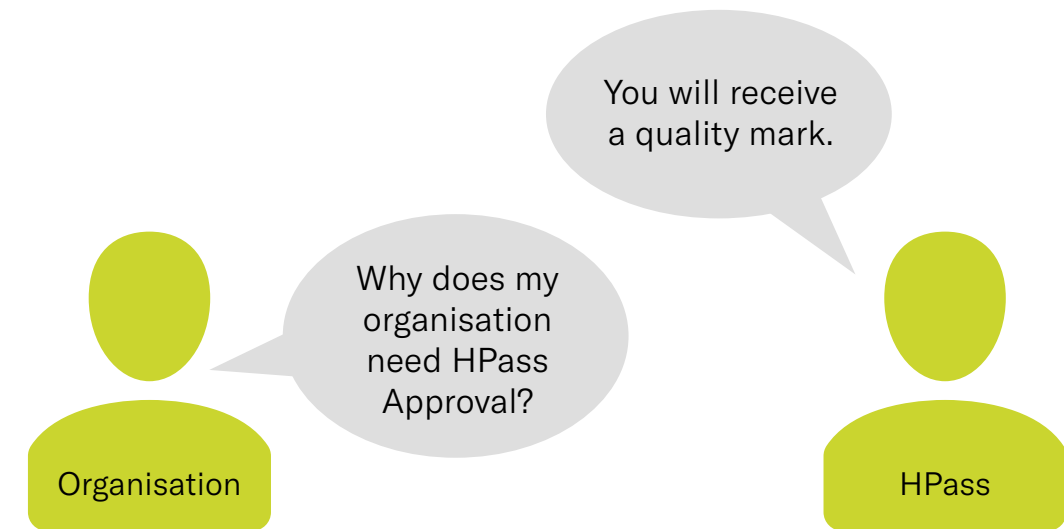 You will receive
a quality mark.
Why does my
organisation
need HPass
Approval?
Organisation
HPass